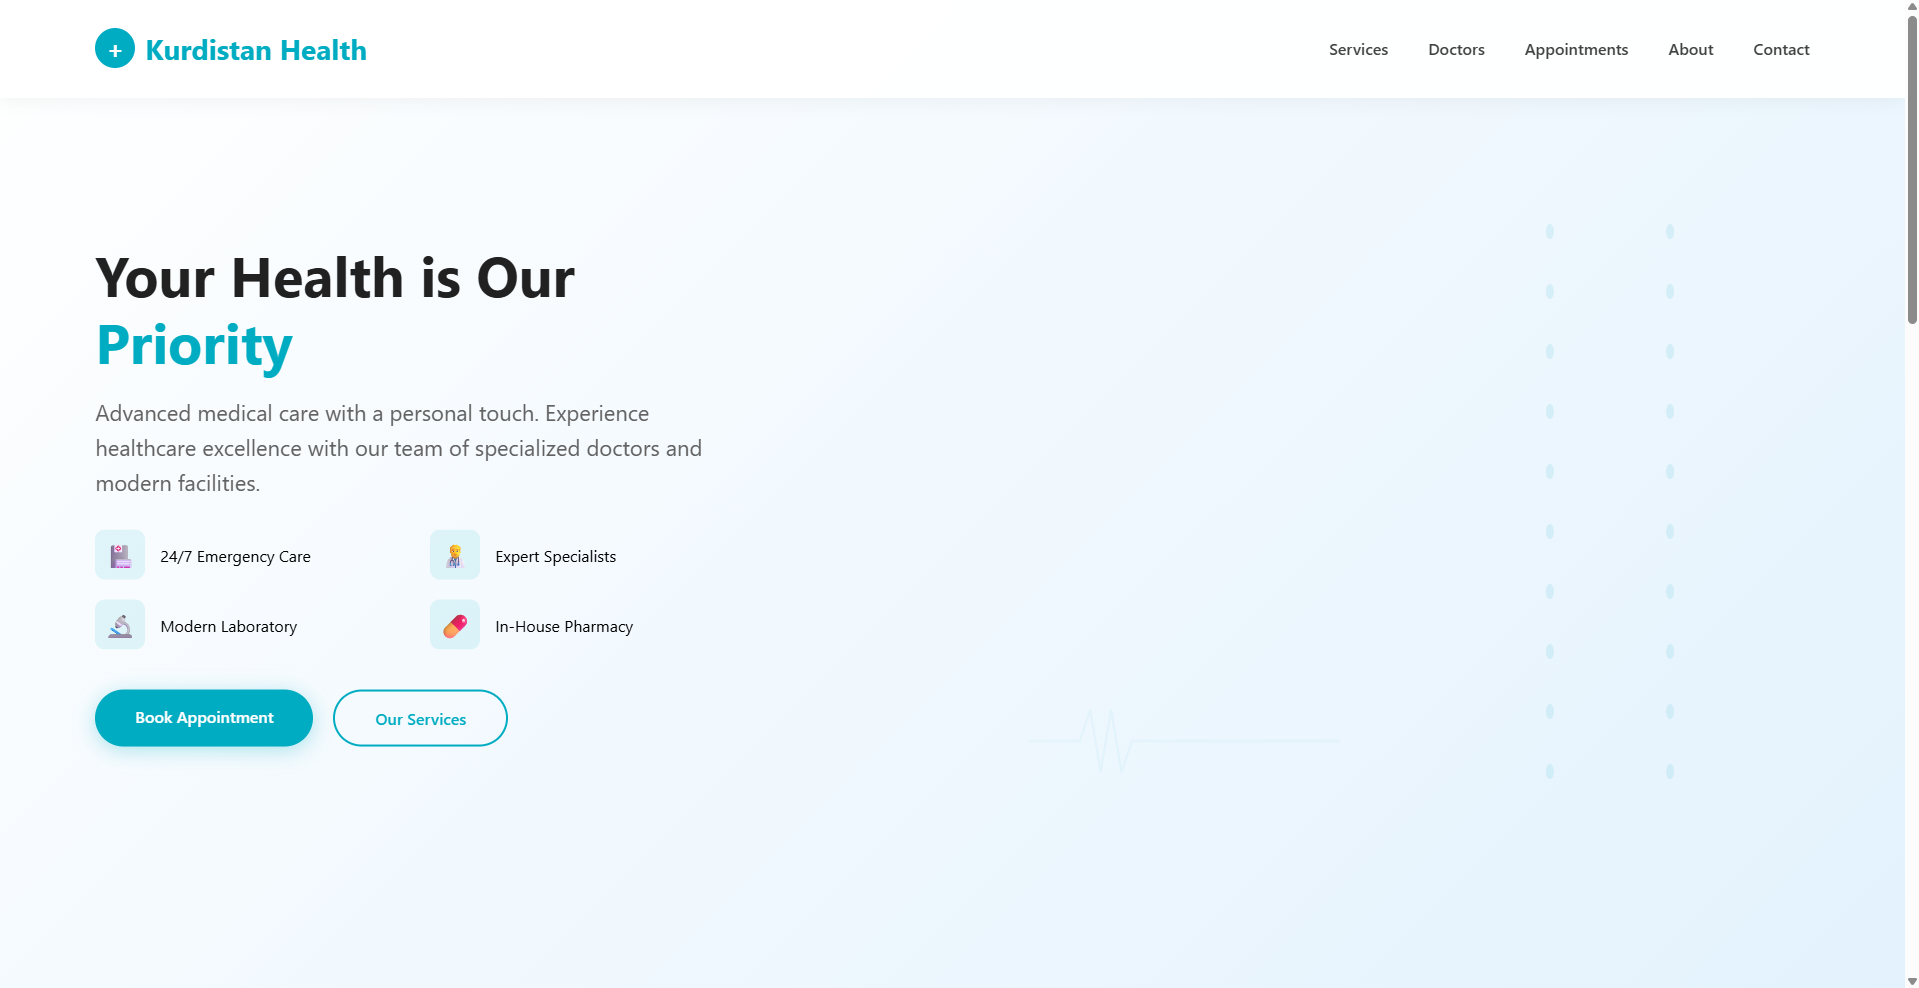 + Kurdistan Health
Services Doctors Appointments About Contact
Your Health is Our
Priority
Advanced medical care with a personal touch. Experience
healthcare excellence with our team of specialized doctors and
modern facilities.
24/7 Emergency Care
Expert Specialists
Modern Laboratory
In-House Pharmacy
Book Appointment
Our Services